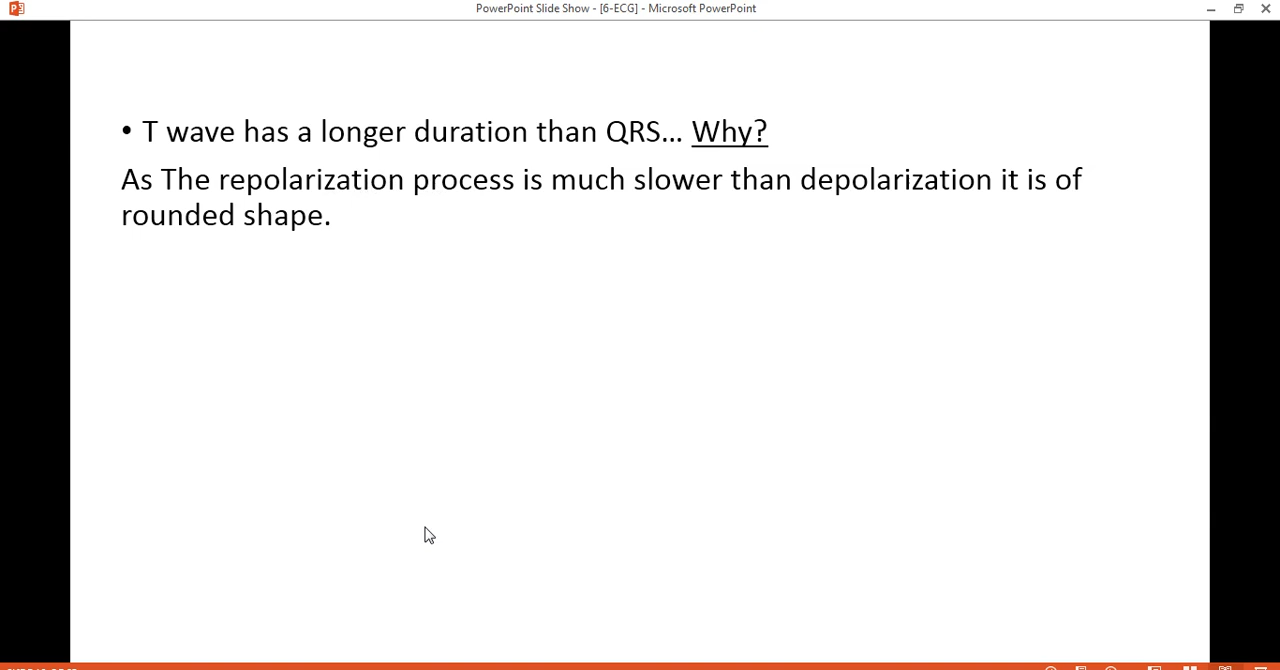 PowerPoint Slide Show - [6-ECG] - Microsoft PowerPoint
• T wave has a longer duration than QRS... Why?
As The repolarization process is much slower than depolarization it is of
rounded shape.